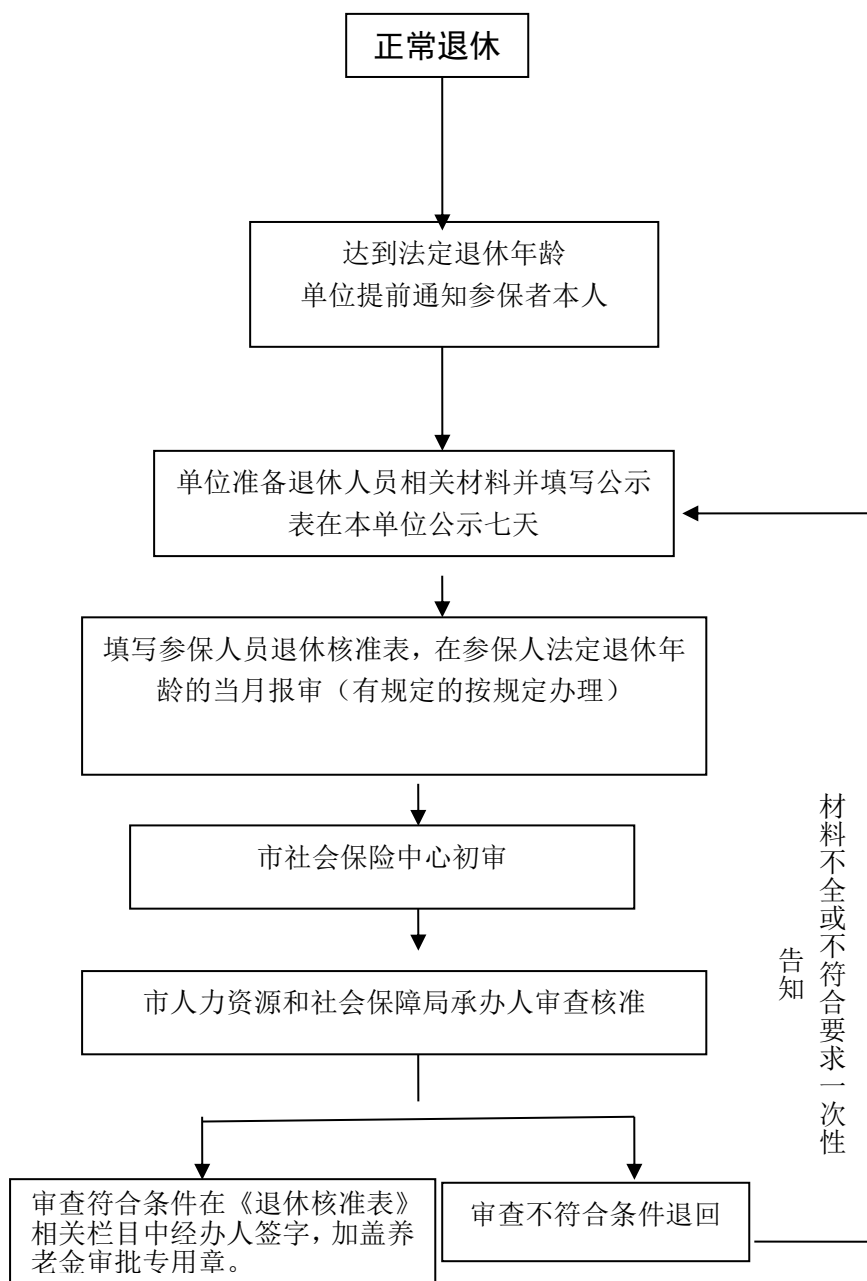 正常退休
达到法定退休年龄
单位提前通知参保者本人
单位准备退休人员相关材料并填写公示
表在本单位公示七天
填写参保人员退休核准表，在参保人法定退休年
龄的当月报审（有规定的按规定办理）
市社会保险中心初审
市人力资源和社会保障局承办人审查核准
材料不全或不符合要求一次性
告知
审查符合条件在《退休核准表》
相关栏目中经办人签字，加盖养
老金审批专用章。
审查不符合条件退回